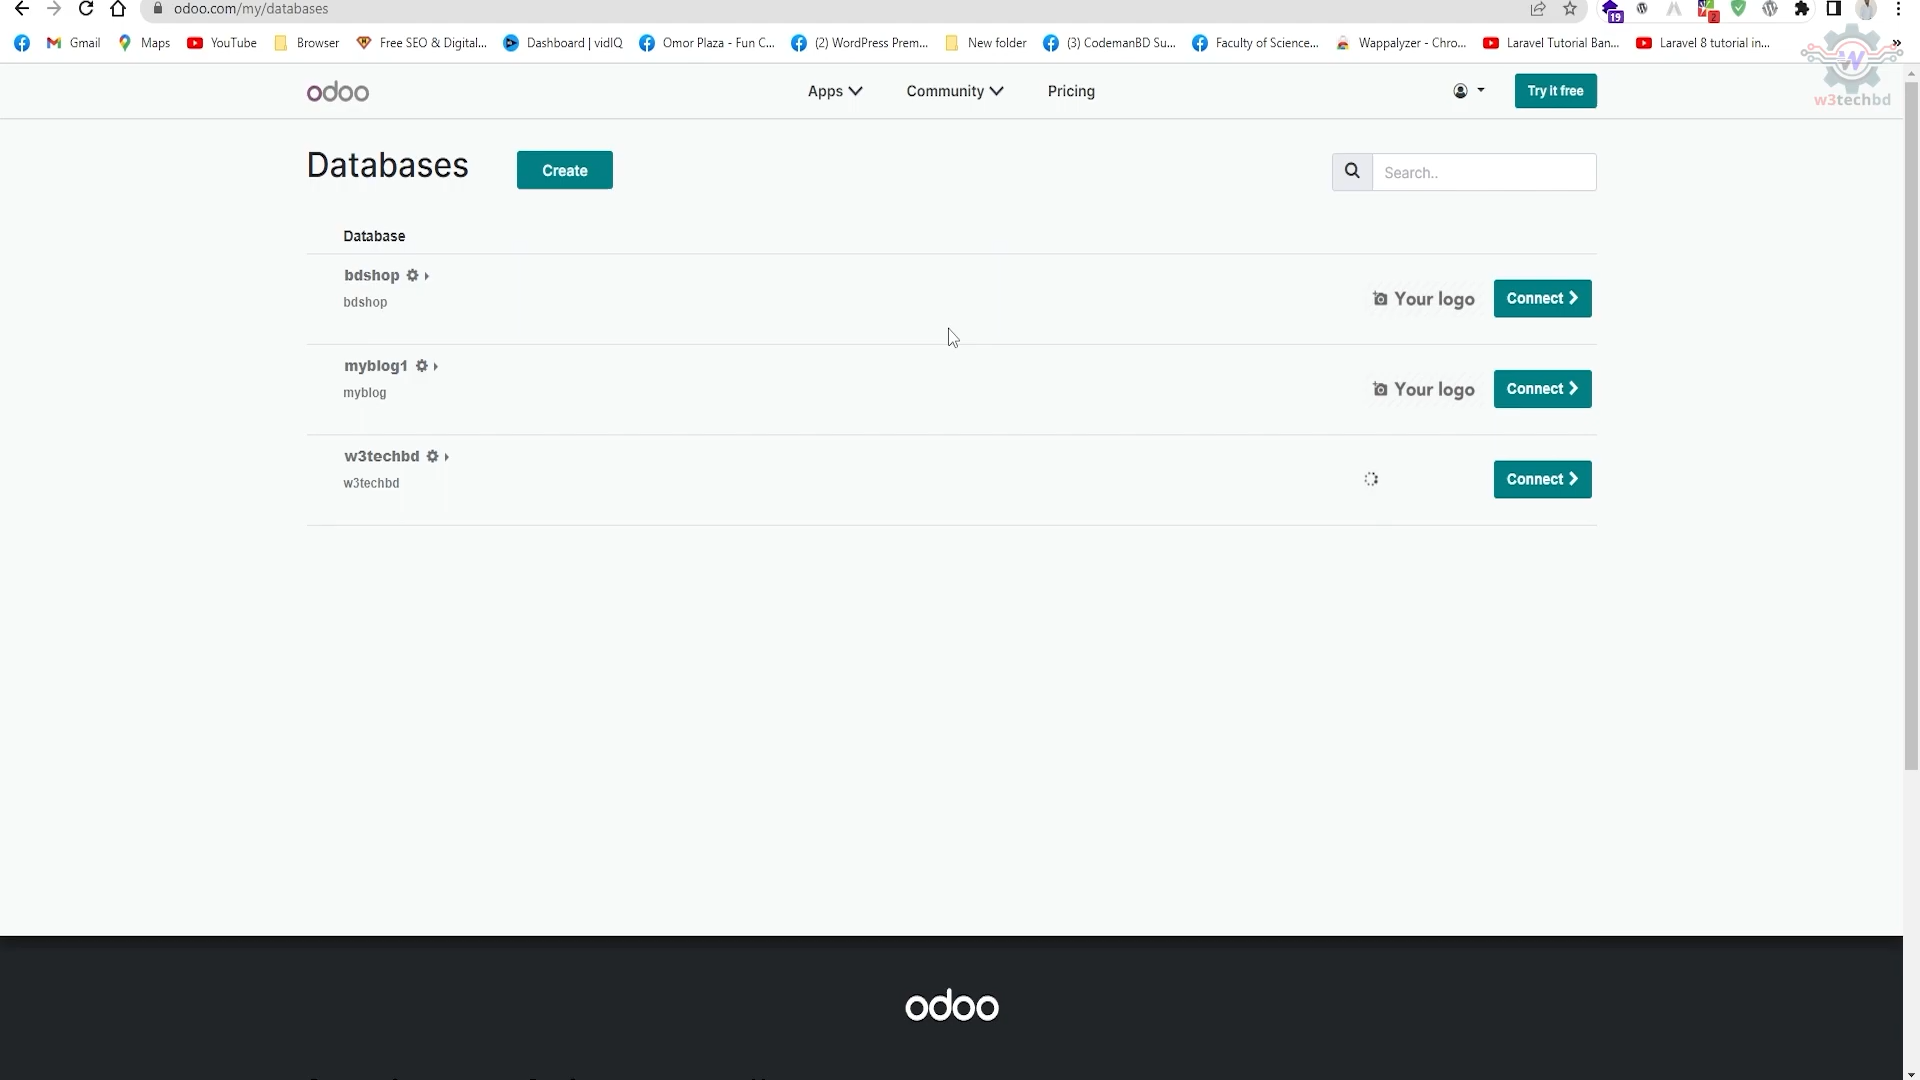 odoo.com/my/databases
19
2
Gmail
Maps
YouTube
Browser
Free SEO & Digital...
Dashboard | vidIQ
Omor Plaza - Fun C...
(2) WordPress Prem...
New folder
(3) CodemanBD Su...
Faculty of Science...
Wappalyzer - Chro...
Laravel Tutorial Ban...
Laravel 8 tutorial in...
»
W
w3techbd
odoo
Apps
Community
Pricing
Try it free
Databases
Create
Search..
Database
bdshop
bdshop
Your logo
Connect
myblog1
myblog
Your logo
Connect
w3techbd
w3techbd
Connect
odoo